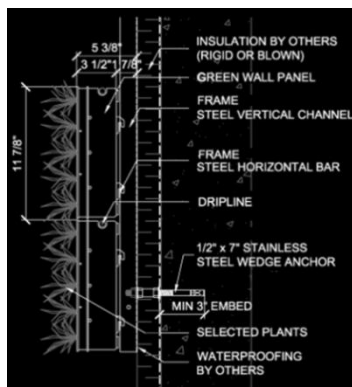 5 3/8"
3 1/2" 1 7/8"
INSULATION BY OTHERS
(RIGID OR BLOWN)
GREEN WALL PANEL
FRAME
STEEL VERTICAL CHANNEL
11 7/8"
FRAME
STEEL HORIZONTAL BAR
DRIPLINE
1/2" x 7" STAINLESS
STEEL WEDGE ANCHOR
MIN 3" EMBED
SELECTED PLANTS
WATERPROOFING
BY OTHERS